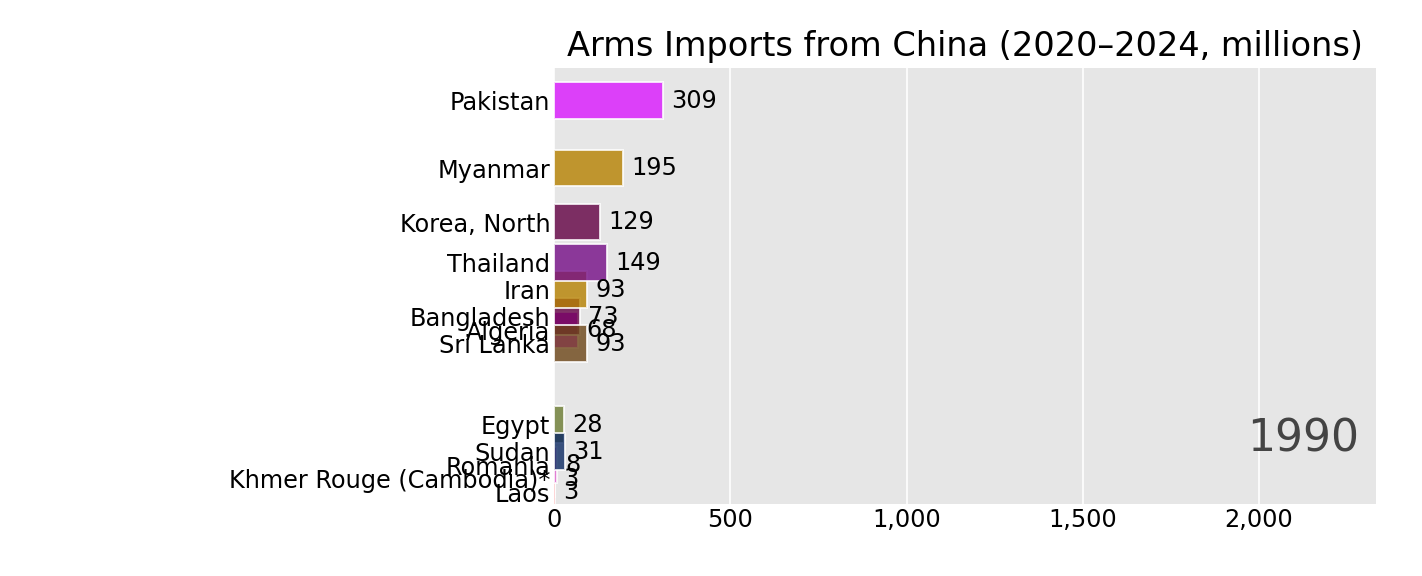 Arms Imports from China (2020–2024, millions)
Pakistan 309
Myanmar 195
Korea, North 129
Thailand 149
Iran 93
Bangladesh 73
Algeria 68
Sri Lanka 93
Egypt 28
1990
Sudan 31
Romania 8
Khmer Rouge (Cambodia)* 3
Laos 3
0 500 1,000 1,500 2,000